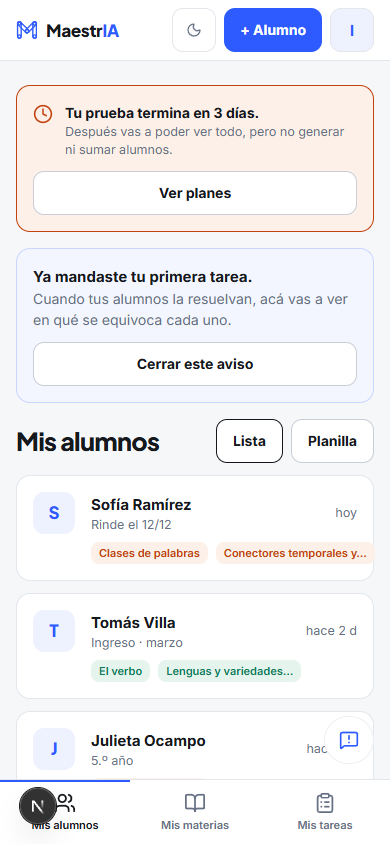 MaestrIA
+ Alumno
I
Tu prueba termina en 3 días.
Después vas a poder ver todo, pero no generar
ni sumar alumnos.
Ver planes
Ya mandaste tu primera tarea.
Cuando tus alumnos la resuelvan, acá vas a ver
en qué se equivoca cada uno.
Cerrar este aviso
Mis alumnos
Lista
Planilla
S
Sofía Ramírez
hoy
Rinde el 12/12
Clases de palabras
Conectores temporales y...
T
Tomás Villa
hace 2 d
Ingreso · marzo
El verbo
Lenguas y variedades...
J
Julieta Ocampo
5.º año
N
Mis alumnos
Mis materias
Mis tareas